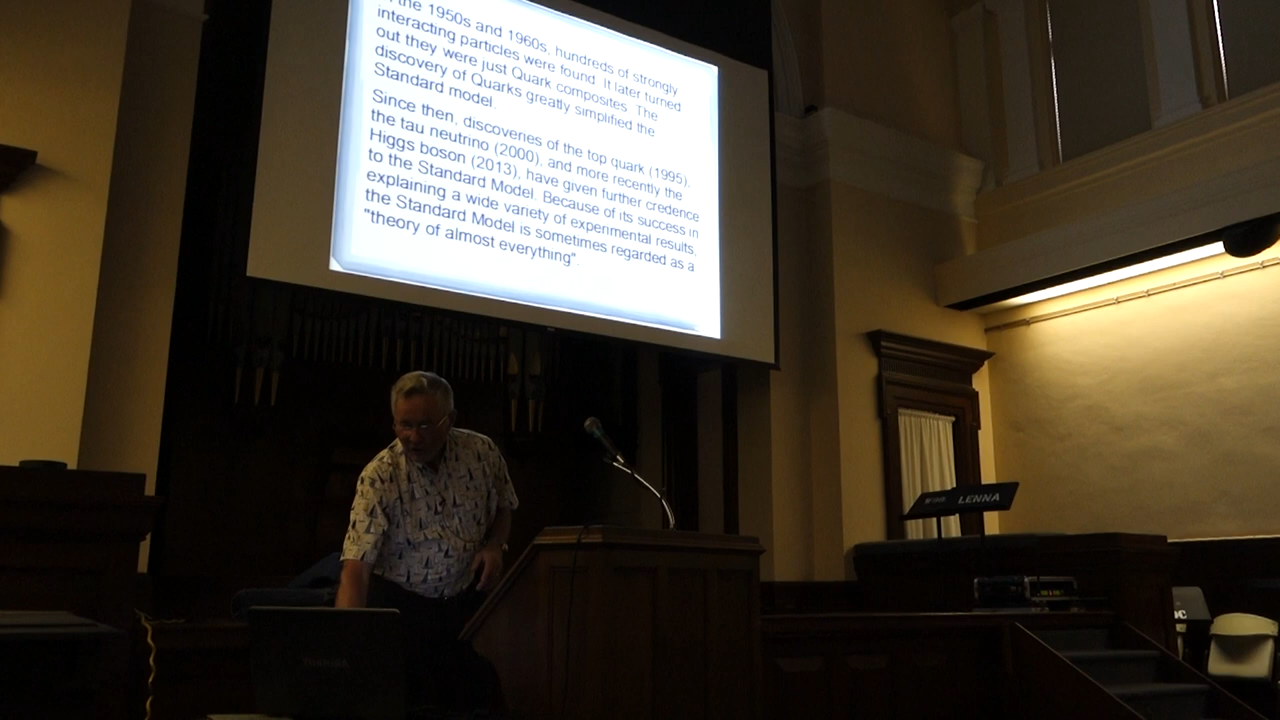 the 1950s and 1960s, hundreds of strongly
interacting particles were found. It later turned
out they were just Quark composites. The
discovery of Quarks greatly simplified the
Standard model.
Since then, discoveries of the top quark (1995),
the tau neutrino (2000), and more recently the
Higgs boson (2013), have given further credence
to the Standard Model. Because of its success in
explaining a wide variety of experimental results,
the Standard Model is sometimes regarded as a
"theory of almost everything".
LENNA
TOSHIBA